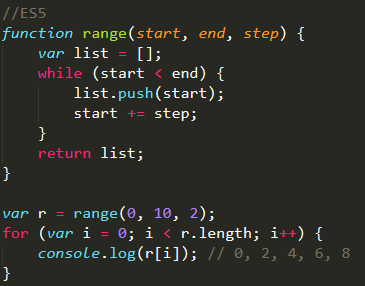 //ES5
function range(start, end, step) {
    var list = [];
    while (start < end) {
        list.push(start);
        start += step;
    }
    return list;
}

var r = range(0, 10, 2);
for (var i = 0; i < r.length; i++) {
    console.log(r[i]); // 0, 2, 4, 6, 8
}